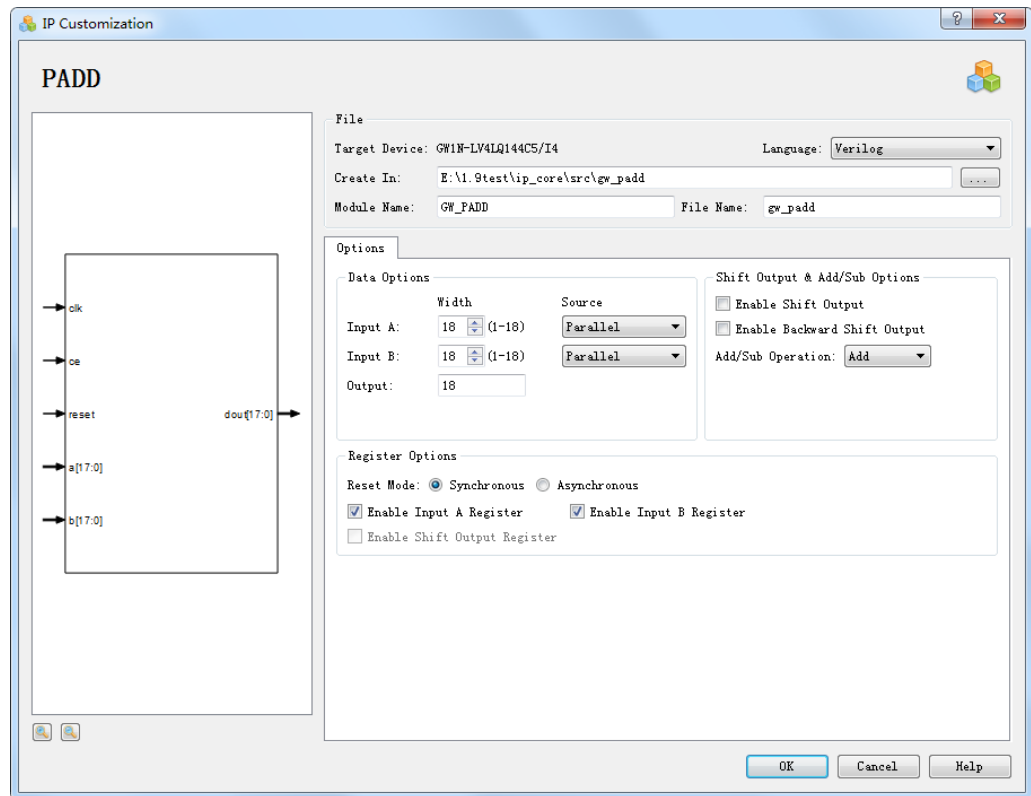 IP Customization
PADD
clk
ce
reset
a[17:0]
b[17:0]
dout[17:0]
File
Target Device: GW1N-LV4LQ144C5/I4 Language: Verilog
Create In: E:\1.9test\ip_core\src\gw_padd ...
Module Name: GW_PADD File Name: gw_padd
Options
Data Options
Width Source
Input A: 18 (1-18) Parallel
Input B: 18 (1-18) Parallel
Output: 18
Shift Output & Add/Sub Options
Enable Shift Output
Enable Backward Shift Output
Add/Sub Operation: Add
Register Options
Reset Mode: Synchronous Asynchronous
Enable Input A Register Enable Input B Register
Enable Shift Output Register
OK Cancel Help